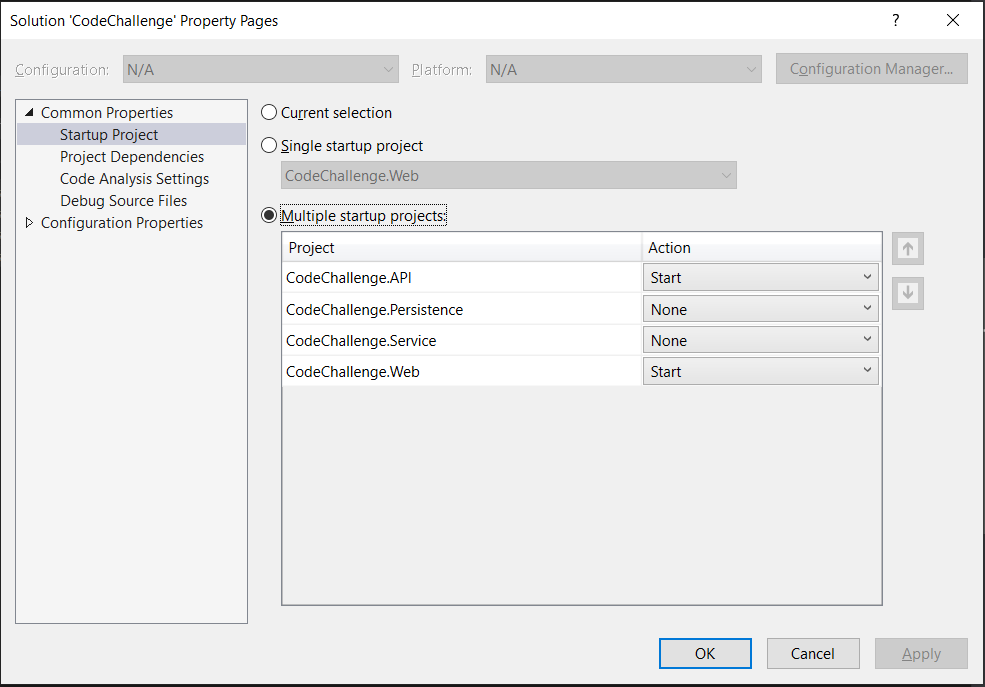 Solution 'CodeChallenge' Property Pages ?
Configuration: N/A Platform: N/A Configuration Manager...
Common Properties
Startup Project
Project Dependencies
Code Analysis Settings
Debug Source Files
Configuration Properties
Current selection
Single startup project
CodeChallenge.Web
Multiple startup projects:
Project Action
CodeChallenge.API Start
CodeChallenge.Persistence None
CodeChallenge.Service None
CodeChallenge.Web Start
OK Cancel Apply